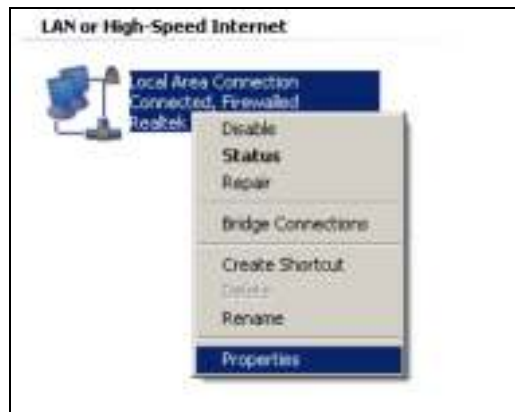 LAN or High-Speed Internet
Local Area Connection
Connected, Firewalled
Realtek
Disable
Status
Repair
Bridge Connections
Create Shortcut
Delete
Rename
Properties